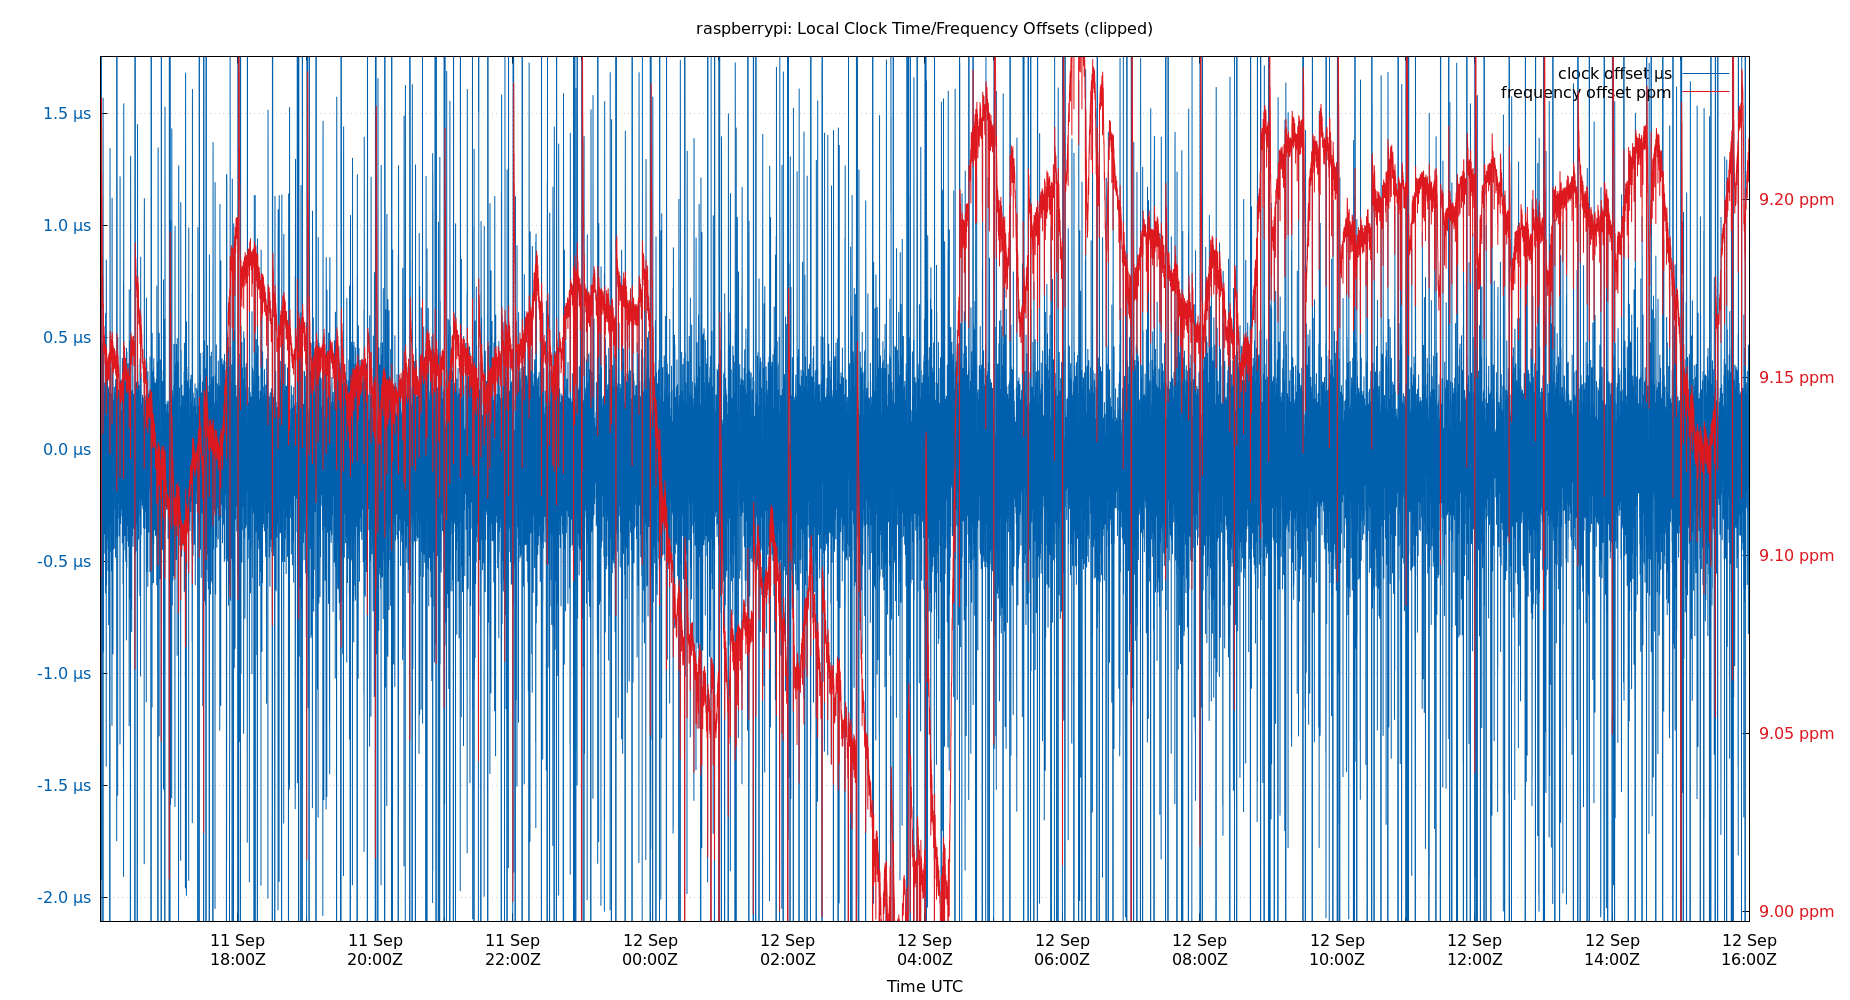 raspberrypi: Local Clock Time/Frequency Offsets (clipped)
clock offset µs
frequency offset ppm
1.5 µs
1.0 µs
0.5 µs
0.0 µs
-0.5 µs
-1.0 µs
-1.5 µs
-2.0 µs
9.20 ppm
9.15 ppm
9.10 ppm
9.05 ppm
9.00 ppm
11 Sep 11 Sep 11 Sep 12 Sep 12 Sep 12 Sep 12 Sep 12 Sep 12 Sep 12 Sep 12 Sep 12 Sep
18:00Z 20:00Z 22:00Z 00:00Z 02:00Z 04:00Z 06:00Z 08:00Z 10:00Z 12:00Z 14:00Z 16:00Z
Time UTC